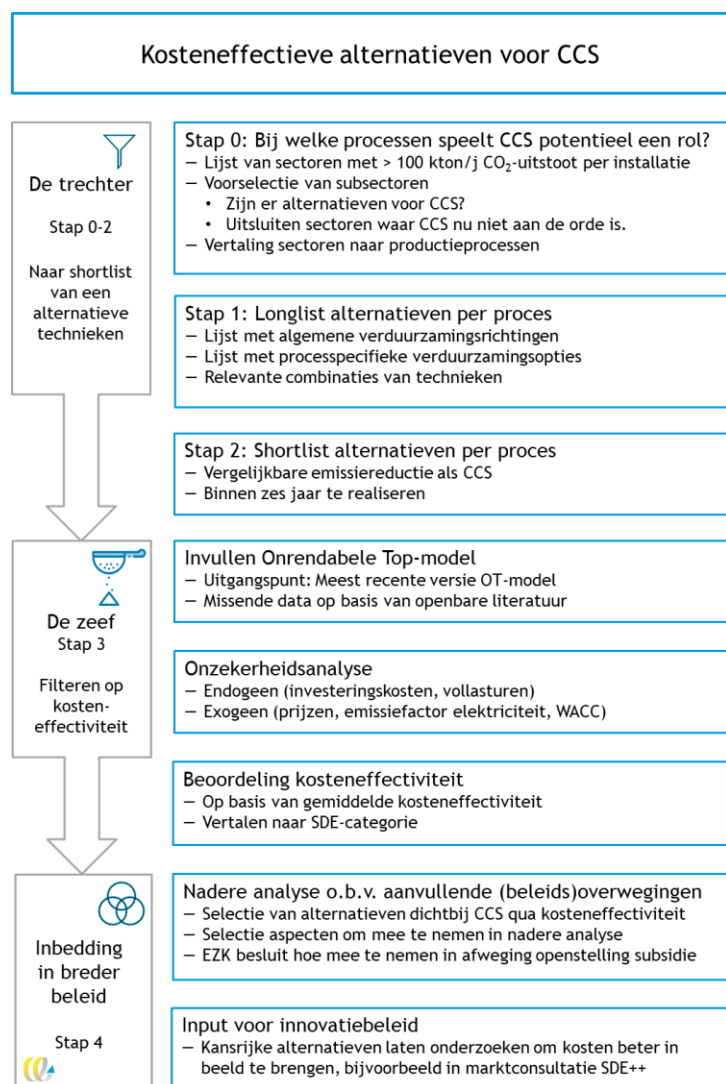 Kosteneffectieve alternatieven voor CCS
De trechter
Stap 0-2
Naar shortlist
van een
alternatieve
technieken
Stap 0: Bij welke processen speelt CCS potentieel een rol?
— Lijst van sectoren met > 100 kton/j CO₂-uitstoot per installatie
— Voorselectie van subsectoren
• Zijn er alternatieven voor CCS?
• Uitsluiten sectoren waar CCS nu niet aan de orde is.
— Vertaling sectoren naar productieprocessen
Stap 1: Longlist alternatieven per proces
— Lijst met algemene verduurzamingsrichtingen
— Lijst met processpecifieke verduurzamingsopties
— Relevante combinaties van technieken
Stap 2: Shortlist alternatieven per proces
— Vergelijkbare emissiereductie als CCS
— Binnen zes jaar te realiseren
De zeef
Stap 3
Filteren op
kosten-
effectiviteit
Invullen Onrendabele Top-model
— Uitgangspunt: Meest recente versie OT-model
— Missende data op basis van openbare literatuur
Onzekerheidsanalyse
— Endogeen (investeringskosten, vollasturen)
— Exogeen (prijzen, emissiefactor elektriciteit, WACC)
Beoordeling kosteneffectiviteit
— Op basis van gemiddelde kosteneffectiviteit
— Vertalen naar SDE-categorie
Inbedding
in breder
beleid
Stap 4
Nadere analyse o.b.v. aanvullende (beleids)overwegingen
— Selectie van alternatieven dichtbij CCS qua kosteneffectiviteit
— Selectie aspecten om mee te nemen in nadere analyse
— EZK besluit hoe mee te nemen in afweging openstelling subsidie
Input voor innovatiebeleid
— Kansrijke alternatieven laten onderzoeken om kosten beter in
beeld te brengen, bijvoorbeeld in marktconsultatie SDE++